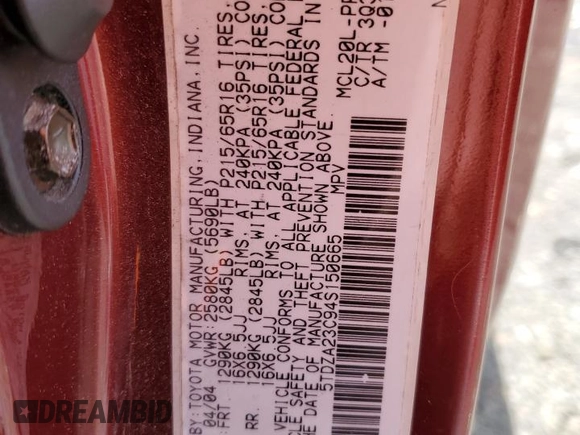 BY:TOYOTA MOTOR MANUFACTURING,INDIANA,INC.
04/04 GVWR:2580KG (5690LB)
FRT. 1290KG (2845LB) WITH P215/65R16 TIRES,
16X6.5JJ RIMS, AT 240KPA (35PSI) CO
RR. 1290KG (2845LB) WITH P215/65R16 TIRES,
16X6.5JJ RIMS, AT 240KPA (35PSI) CO
VEHICLE CONFORMS TO ALL APPLICABLE FEDERAL
SAFETY AND THEFT PREVENTION STANDARDS IN
THE DATE OF MANUFACTURE SHOWN ABOVE.
5TDZA23C94S150665 MPV
MCL20L-PR
C/TR
A/TM
DREAMBID